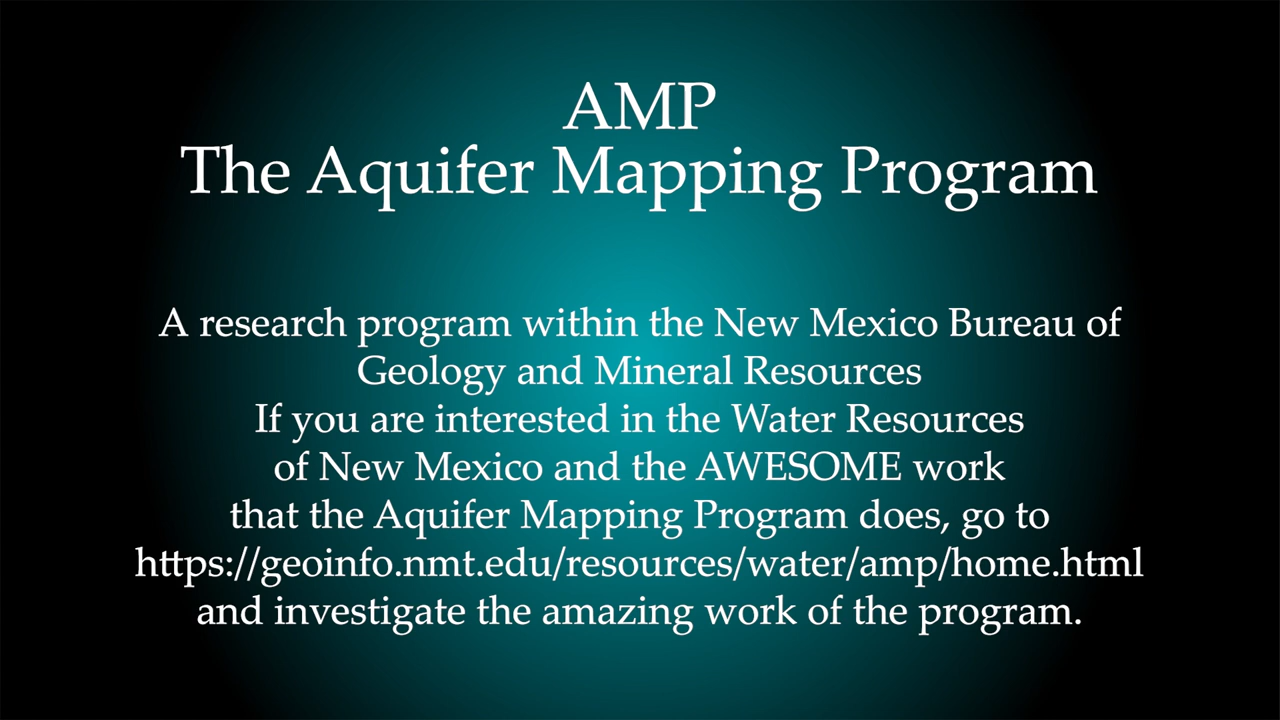 AMP
The Aquifer Mapping Program
A research program within the New Mexico Bureau of
Geology and Mineral Resources
If you are interested in the Water Resources
of New Mexico and the AWESOME work
that the Aquifer Mapping Program does, go to
https://geoinfo.nmt.edu/resources/water/amp/home.html
and investigate the amazing work of the program.